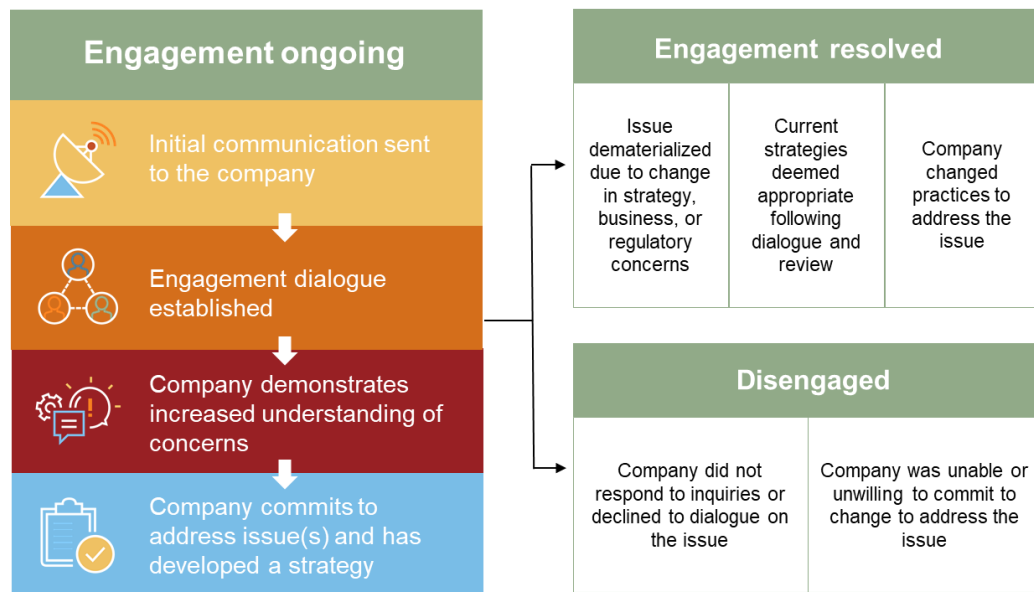 Engagement ongoing
Initial communication sent
to the company
Engagement dialogue
established
Company demonstrates
increased understanding of
concerns
Company commits to
address issue(s) and has
developed a strategy
Engagement resolved
Issue
dematerialized
due to change
in strategy,
business, or
regulatory
concerns
Current
strategies
deemed
appropriate
following
dialogue and
review
Company
changed
practices to
address the
issue
Disengaged
Company did not
respond to inquiries or
declined to dialogue on
the issue
Company was unable or
unwilling to commit to
change to address the
issue